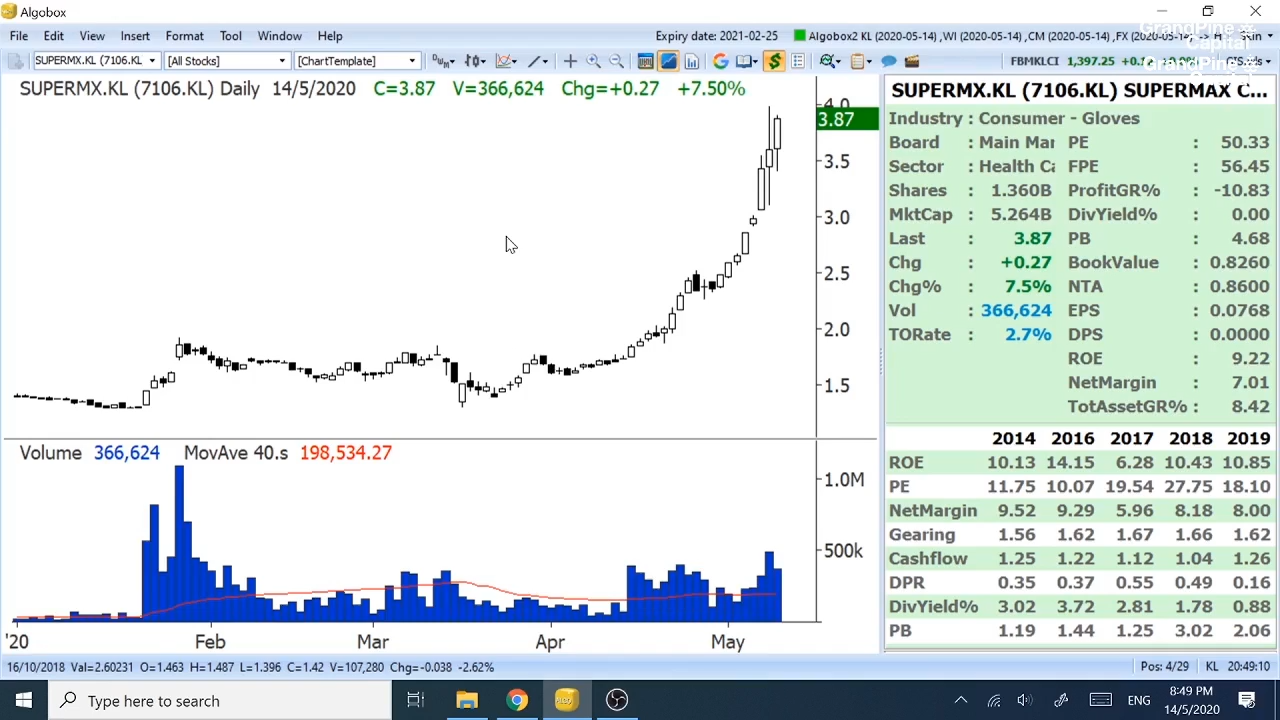 Algobox
File Edit View Insert Format Tool Window Help Expiry date: 2021-02-25 Algobox2 KL (2020-05-14) ,WI (2020-05-14) ,CM (2020-05-14) ,FX (2020-05-14)
GrandPine
Capital
GrandPine
SUPERMX.KL (7106.KL [All Stocks] [ChartTemplate] FBMKLCI 1,397.25
SUPERMX.KL (7106.KL) Daily 14/5/2020 C=3.87 V=366,624 Chg=+0.27 +7.50%
4.0
3.87
3.5
3.0
2.5
2.0
1.5
Volume 366,624 MovAve 40.s 198,534.27
1.0M
500k
'20 Feb Mar Apr May
SUPERMX.KL (7106.KL) SUPERMAX C...
Industry : Consumer - Gloves
Board : Main Mar PE : 50.33
Sector : Health Ca FPE : 56.45
Shares : 1.360B ProfitGR% : -10.83
MktCap : 5.264B DivYield% : 0.00
Last : 3.87 PB : 4.68
Chg : +0.27 BookValue : 0.8260
Chg% : 7.5% NTA : 0.8600
Vol : 366,624 EPS : 0.0768
TORate : 2.7% DPS : 0.0000
ROE : 9.22
NetMargin : 7.01
TotAssetGR% : 8.42
2014 2016 2017 2018 2019
ROE 10.13 14.15 6.28 10.43 10.85
PE 11.75 10.07 19.54 27.75 18.10
NetMargin 9.52 9.29 5.96 8.18 8.00
Gearing 1.56 1.62 1.67 1.66 1.62
Cashflow 1.25 1.22 1.12 1.04 1.26
DPR 0.35 0.37 0.55 0.49 0.16
DivYield% 3.02 3.72 2.81 1.78 0.88
PB 1.19 1.44 1.25 3.02 2.06
16/10/2018 Val=2.60231 O=1.463 H=1.487 L=1.396 C=1.42 V=107,280 Chg=-0.038 -2.62% Pos: 4/29 KL 20:49:10
Type here to search
ENG
8:49 PM
14/5/2020